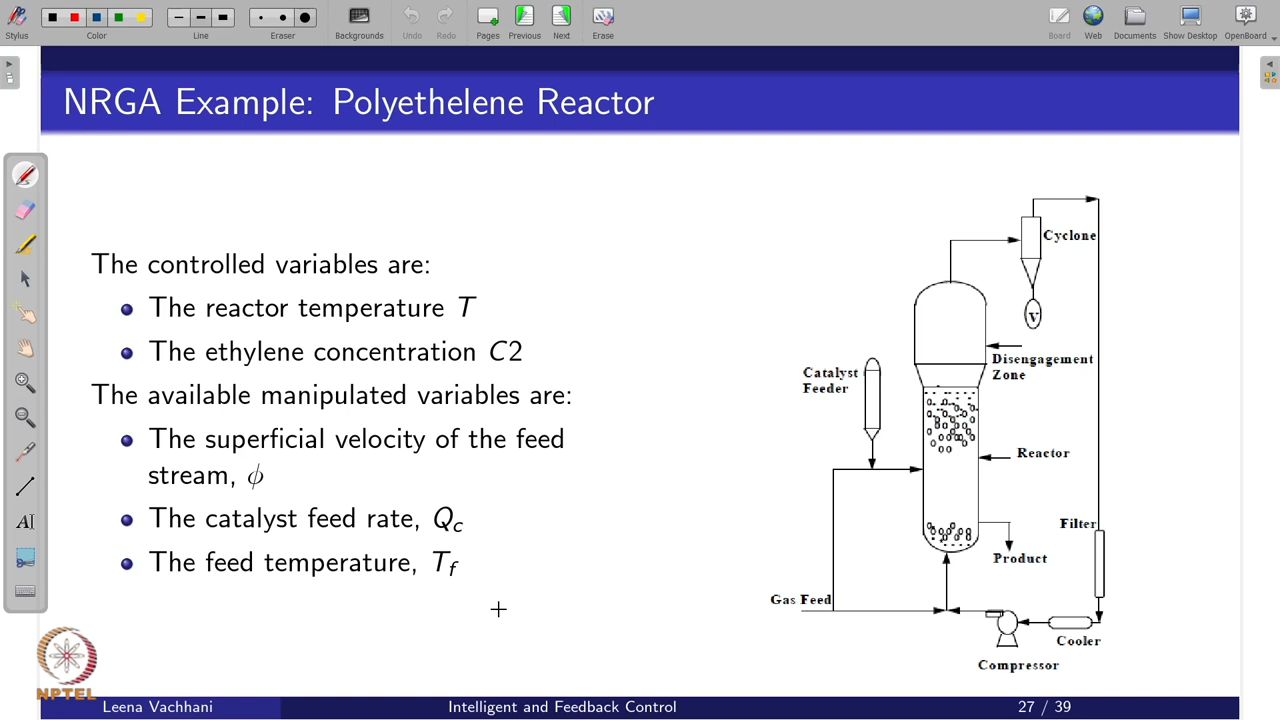 Stylus
Color
Line
Eraser
Backgrounds
Undo
Redo
Pages
Previous
Next
Erase
Board
Web
Documents
Show Desktop
OpenBoard
NRGA Example: Polyethelene Reactor
The controlled variables are:
The reactor temperature T
The ethylene concentration C2
The available manipulated variables are:
The superficial velocity of the feed
stream, ϕ
The catalyst feed rate, Qc
The feed temperature, Tf
Cyclone
V
Disengagement
Zone
Catalyst
Feeder
Reactor
Filter
Product
Gas Feed
Cooler
Compressor
AI
NPTEL
Leena Vachhani
Intelligent and Feedback Control
27 / 39